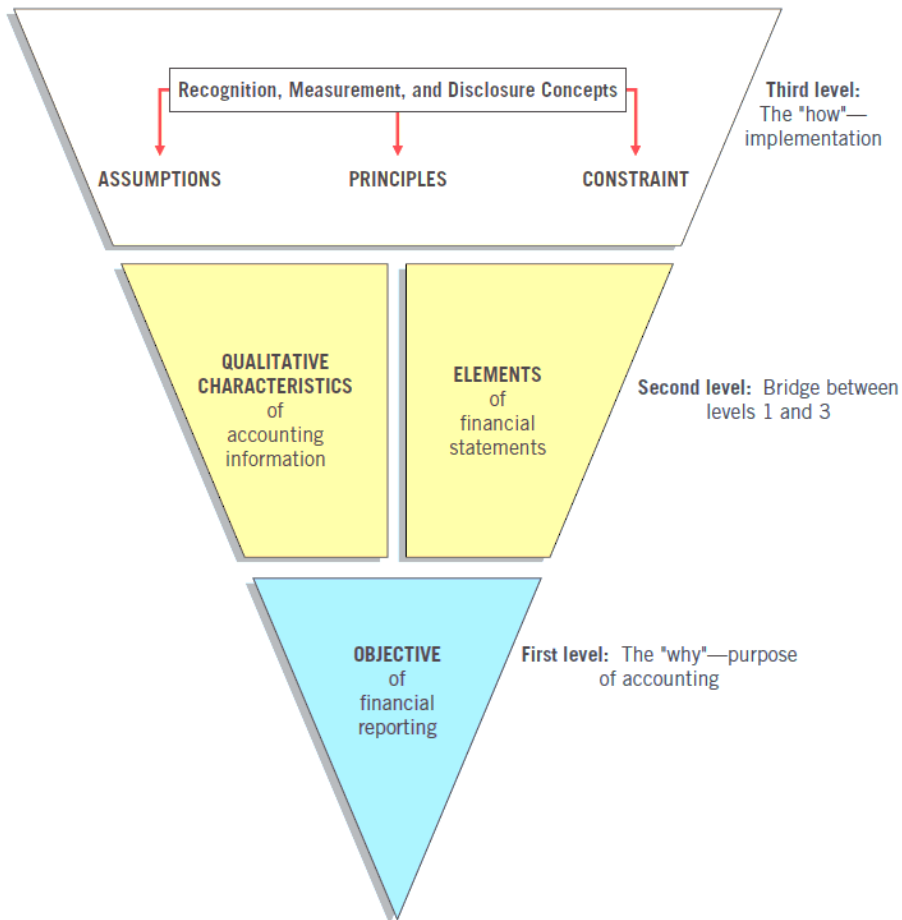 Recognition, Measurement, and Disclosure Concepts
ASSUMPTIONS
PRINCIPLES
CONSTRAINT
Third level:
The "how"—
implementation
QUALITATIVE
CHARACTERISTICS
of
accounting
information
ELEMENTS
of
financial
statements
Second level: Bridge between
levels 1 and 3
OBJECTIVE
of
financial
reporting
First level: The "why"—purpose
of accounting